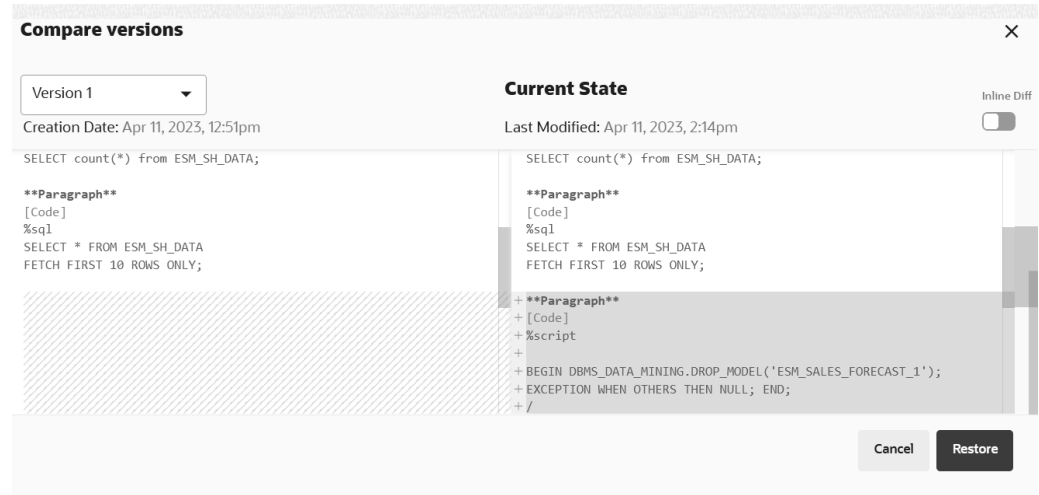 Compare versions
Version 1
Creation Date: Apr 11, 2023, 12:51pm
Current State
Last Modified: Apr 11, 2023, 2:14pm
Inline Diff
SELECT count(*) from ESM_SH_DATA;
**Paragraph**
[Code]
%sql
SELECT * FROM ESM_SH_DATA
FETCH FIRST 10 ROWS ONLY;
SELECT count(*) from ESM_SH_DATA;
**Paragraph**
[Code]
%sql
SELECT * FROM ESM_SH_DATA
FETCH FIRST 10 ROWS ONLY;
+ **Paragraph**
+ [Code]
+ %script
+
+ BEGIN DBMS_DATA_MINING.DROP_MODEL('ESM_SALES_FORECAST_1');
+ EXCEPTION WHEN OTHERS THEN NULL; END;
+ /
Cancel
Restore